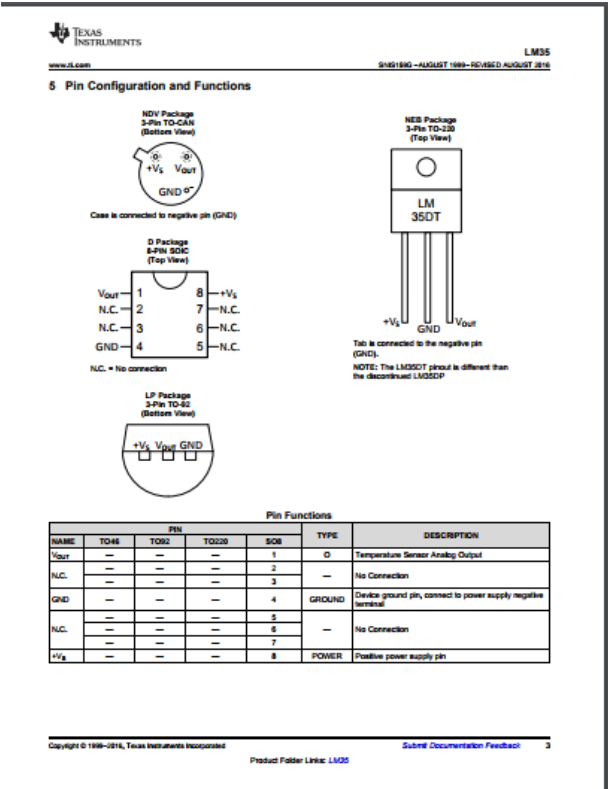 TEXAS
INSTRUMENTS
LM35
www.ti.com
SNIS159G – AUGUST 1999 – REVISED AUGUST 2016
5 Pin Configuration and Functions
NDV Package
3-Pin TO-CAN
(Bottom View)
+VS VOUT
GND
Case is connected to negative pin (GND)
D Package
8-PIN SOIC
(Top View)
VOUT 1 8 +VS
N.C. 2 7 N.C.
N.C. 3 6 N.C.
GND 4 5 N.C.
N.C. = No connection
LP Package
3-Pin TO-92
(Bottom View)
+VS VOUT GND
NEB Package
3-Pin TO-220
(Top View)
LM
35DT
+VS GND VOUT
Tab is connected to the negative pin
(GND).
NOTE: The LM35DT pinout is different than
the discontinued LM35DP
Pin Functions
PIN TYPE DESCRIPTION
NAME TO46 TO92 TO220 SO8
VOUT — — — 1 O Temperature Sensor Analog Output
N.C. — — — 2 — No Connection
— — — 3
GND — — — 4 GROUND Device ground pin, connect to power supply negative
terminal
N.C. — — — 5 — No Connection
— — — 6
— — — 7
+VS — — — 8 POWER Positive power supply pin
Copyright © 1999–2016, Texas Instruments Incorporated
Submit Documentation Feedback 3
Product Folder Links: LM35